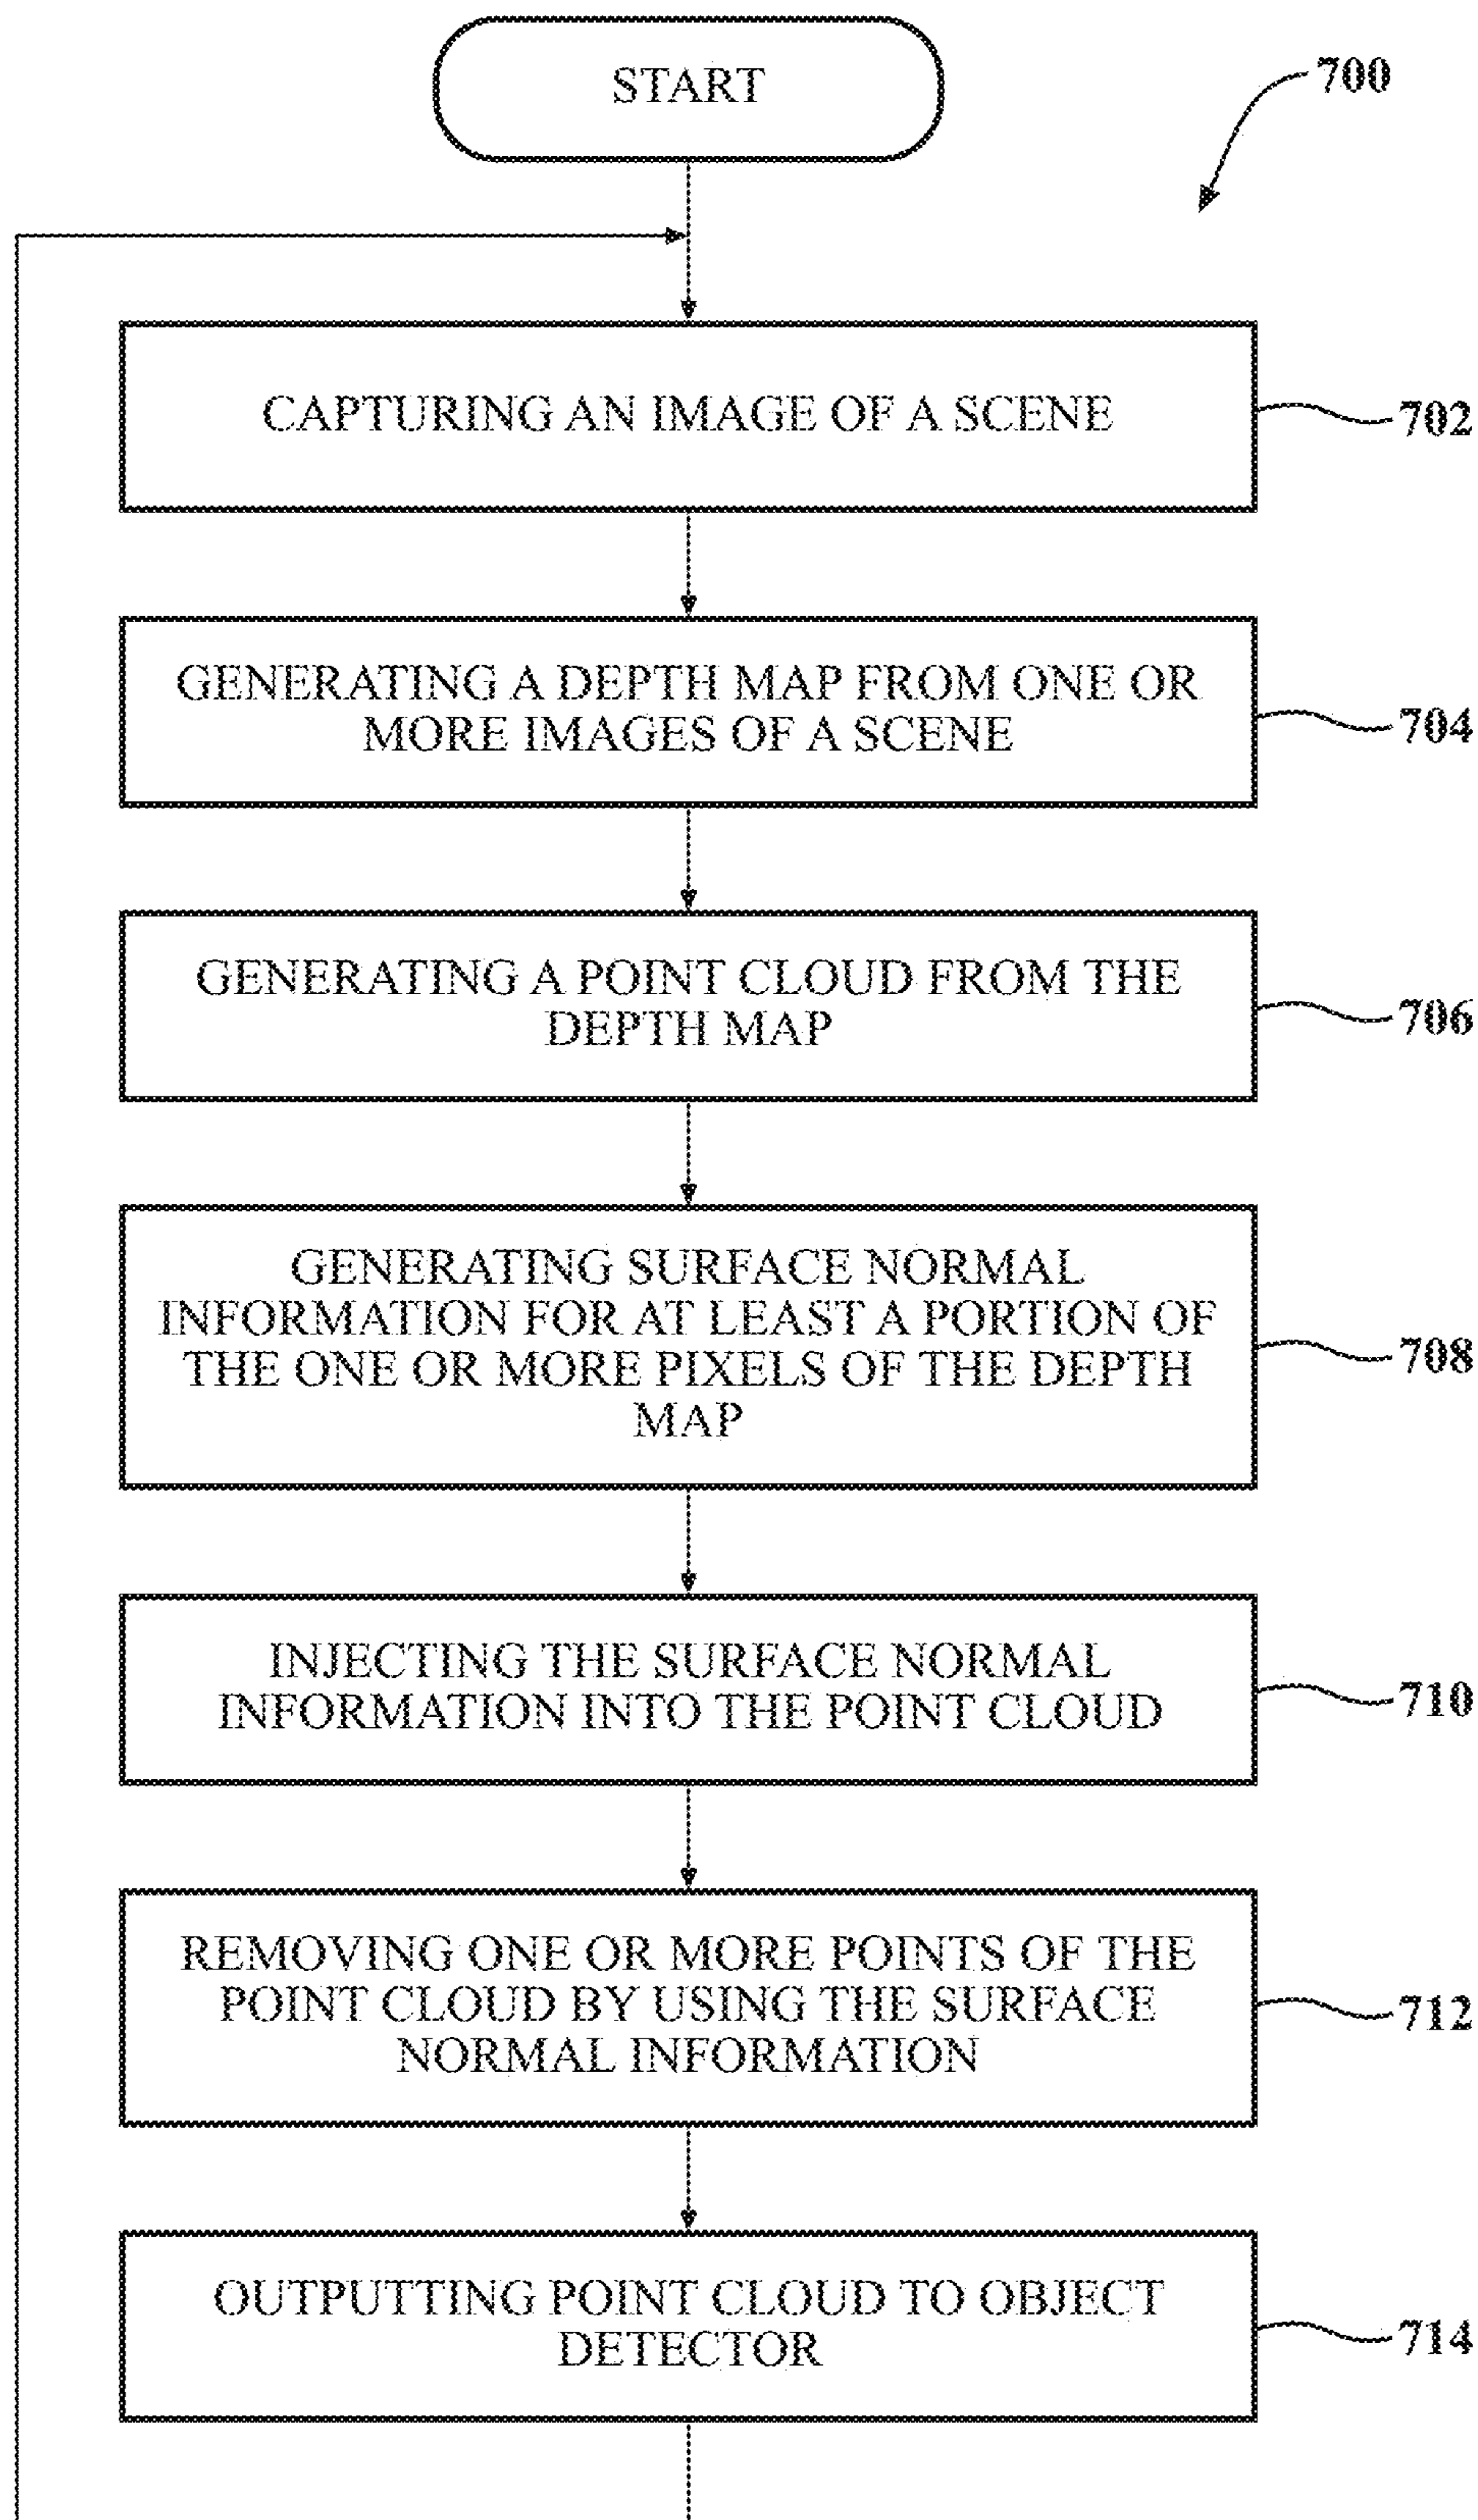 START
700
CAPTURING AN IMAGE OF A SCENE
702
GENERATING A DEPTH MAP FROM ONE OR
MORE IMAGES OF A SCENE
704
GENERATING A POINT CLOUD FROM THE
DEPTH MAP
706
GENERATING SURFACE NORMAL
INFORMATION FOR AT LEAST A PORTION OF
THE ONE OR MORE PIXELS OF THE DEPTH
MAP
708
INJECTING THE SURFACE NORMAL
INFORMATION INTO THE POINT CLOUD
710
REMOVING ONE OR MORE POINTS OF THE
POINT CLOUD BY USING THE SURFACE
NORMAL INFORMATION
712
OUTPUTTING POINT CLOUD TO OBJECT
DETECTOR
714